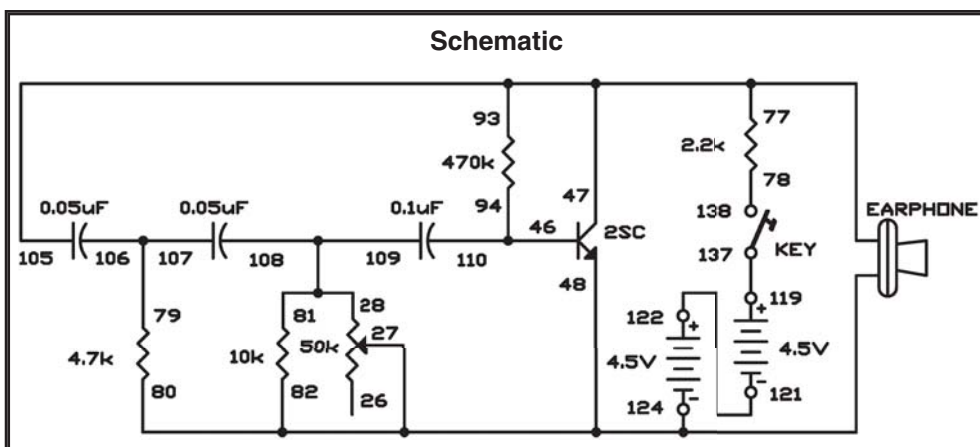 Schematic
93
77
470k
2.2k
94
78
0.05uF
0.05uF
0.1uF
47
138
EARPHONE
46
2SC
105
106
107
108
109
110
137
KEY
48
79
81
28
122
+
119
+
27
4.7k
10k
50k
4.5V
4.5V
80
82
26
124
-
121
-